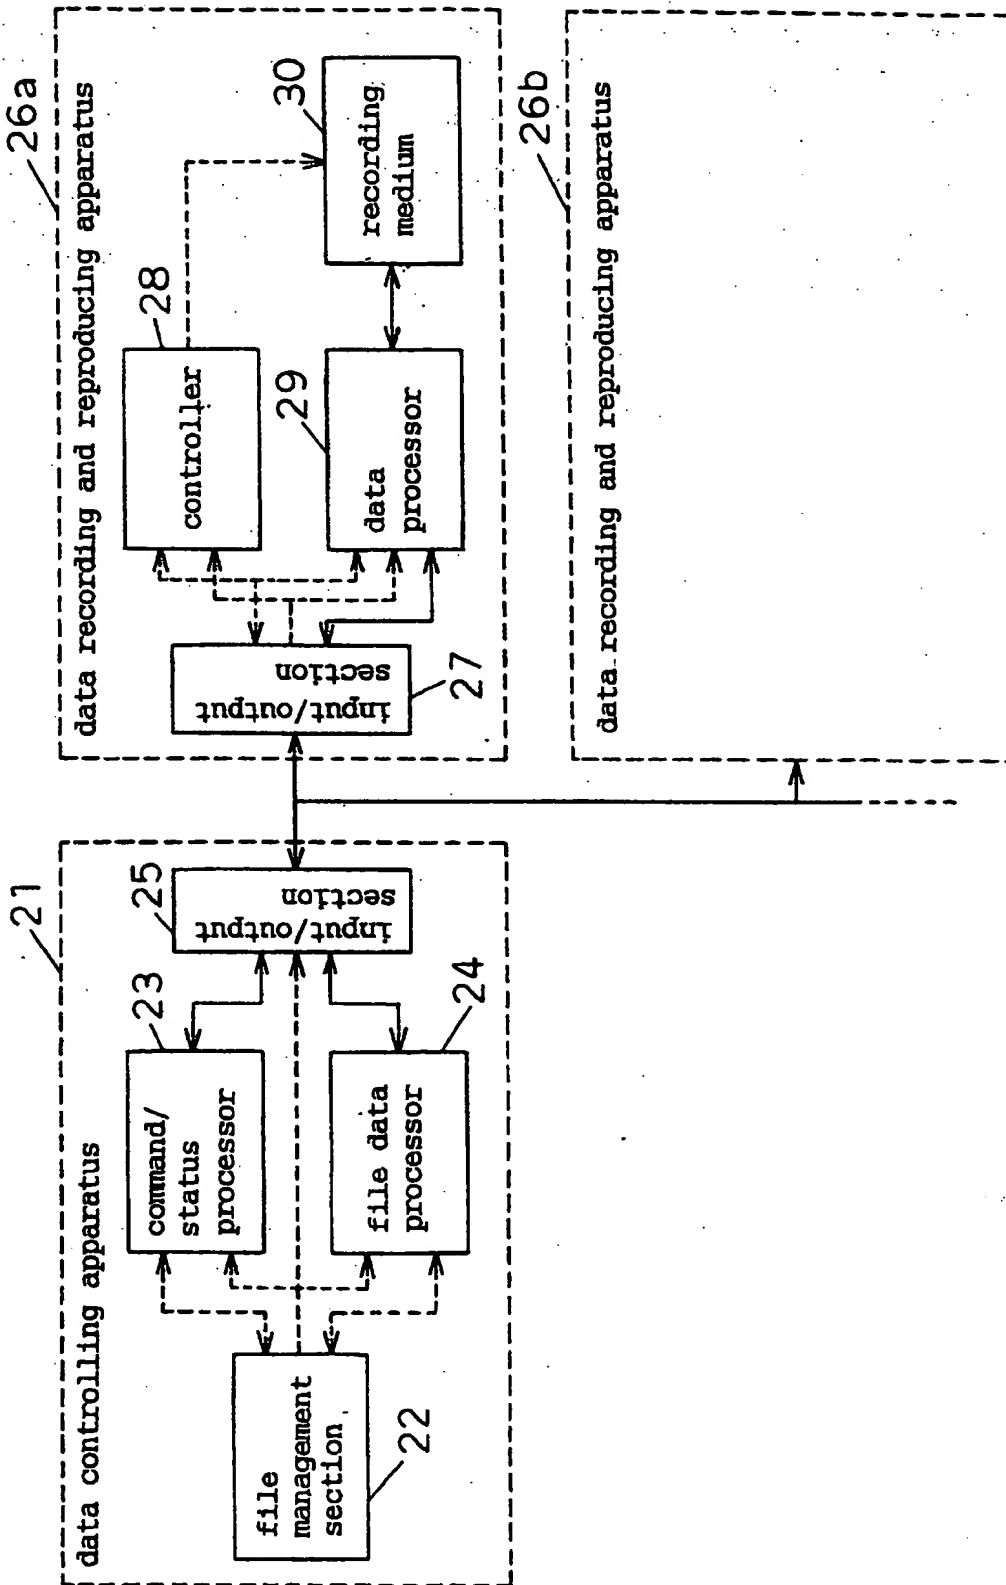 21
data controlling apparatus
file
management
section
22
command/
status
processor
23
file data
processor
24
input/output
section
25
26a
data recording and reproducing apparatus
input/output
section
27
controller
28
data
processor
29
recording
medium
30
26b
data recording and reproducing apparatus